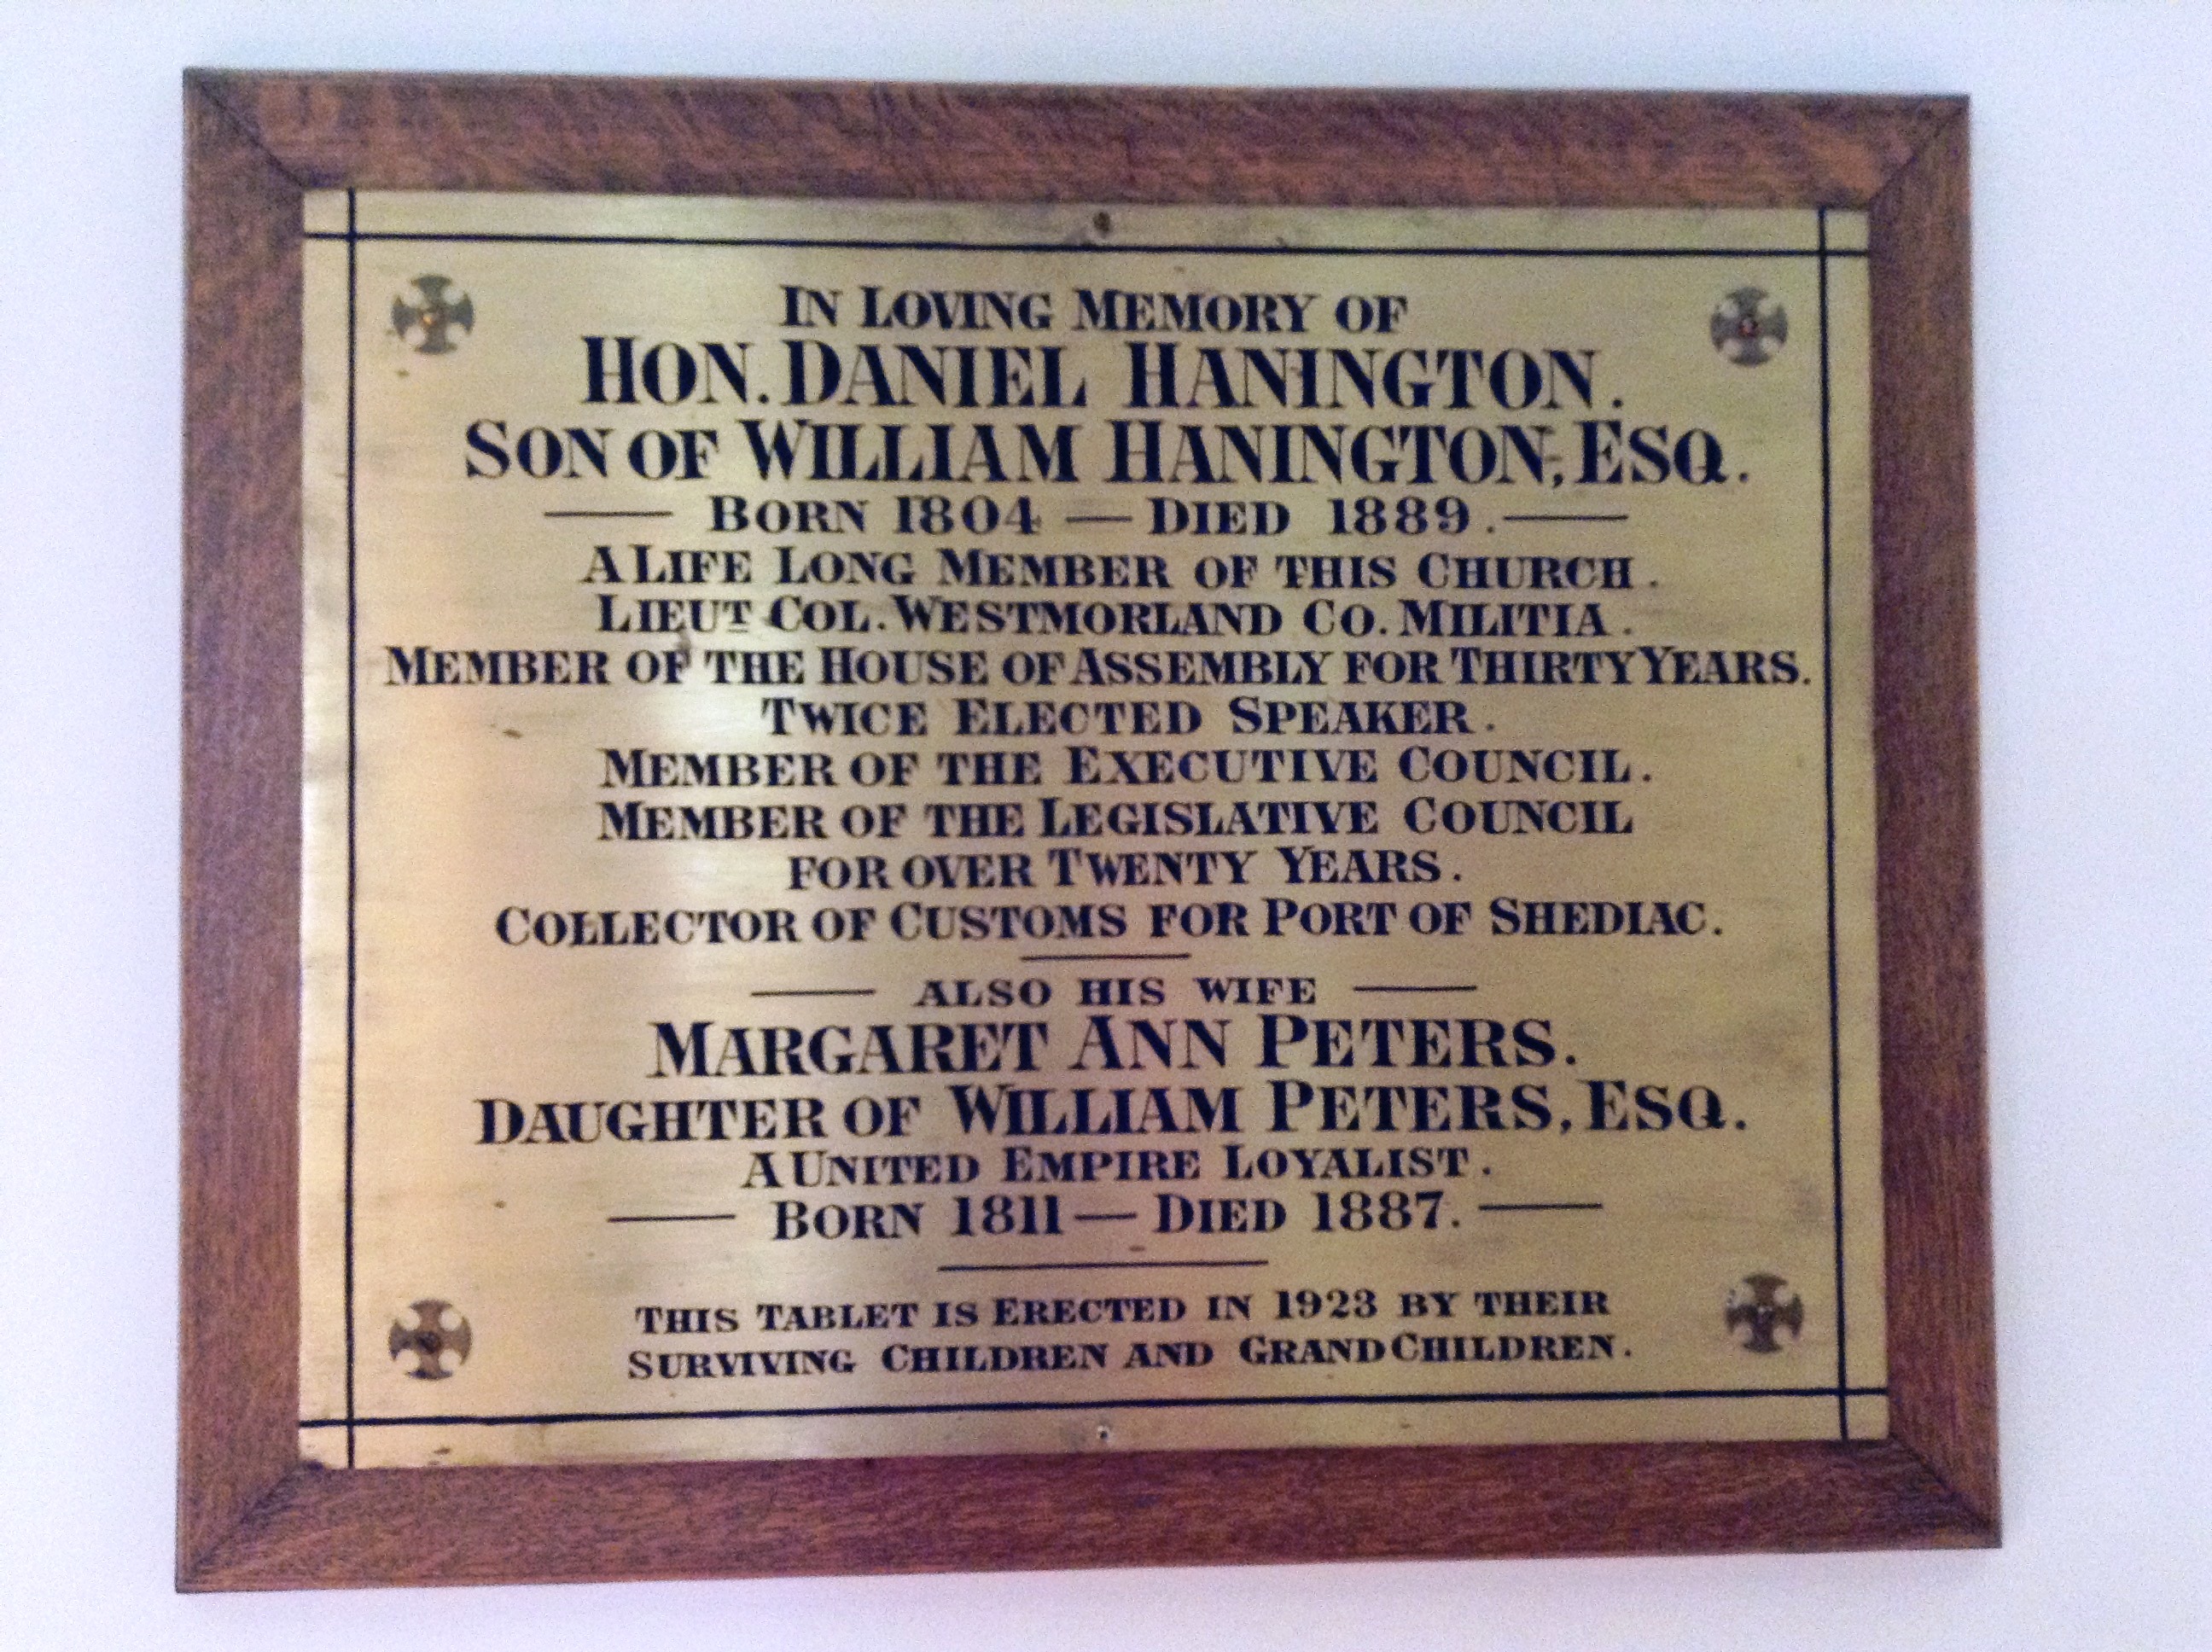 IN LOVING MEMORY OF
HON. DANIEL HANINGTON.
SON OF WILLIAM HANINGTON, ESQ.
— BORN 1804 — DIED 1889. —
A LIFE LONG MEMBER OF THIS CHURCH.
LIEUT COL. WESTMORLAND CO. MILITIA.
MEMBER OF THE HOUSE OF ASSEMBLY FOR THIRTY YEARS.
TWICE ELECTED SPEAKER.
MEMBER OF THE EXECUTIVE COUNCIL.
MEMBER OF THE LEGISLATIVE COUNCIL
FOR OVER TWENTY YEARS.
COLLECTOR OF CUSTOMS FOR PORT OF SHEDIAC.
— ALSO HIS WIFE —
MARGARET ANN PETERS.
DAUGHTER OF WILLIAM PETERS, ESQ.
A UNITED EMPIRE LOYALIST.
— BORN 1811 — DIED 1887. —
THIS TABLET IS ERECTED IN 1923 BY THEIR
SURVIVING CHILDREN AND GRANDCHILDREN.